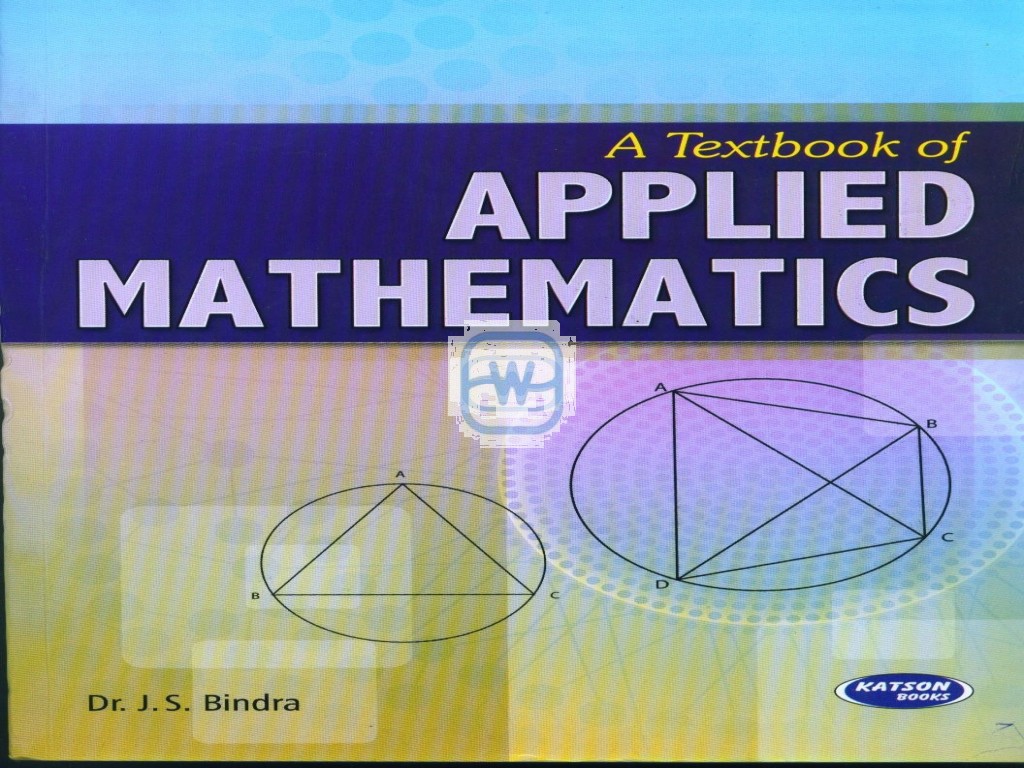 A Textbook of
APPLIED
MATHEMATICS
W
A
B
C
D
A
B
C
Dr. J. S. Bindra
KATSON
BOOKS